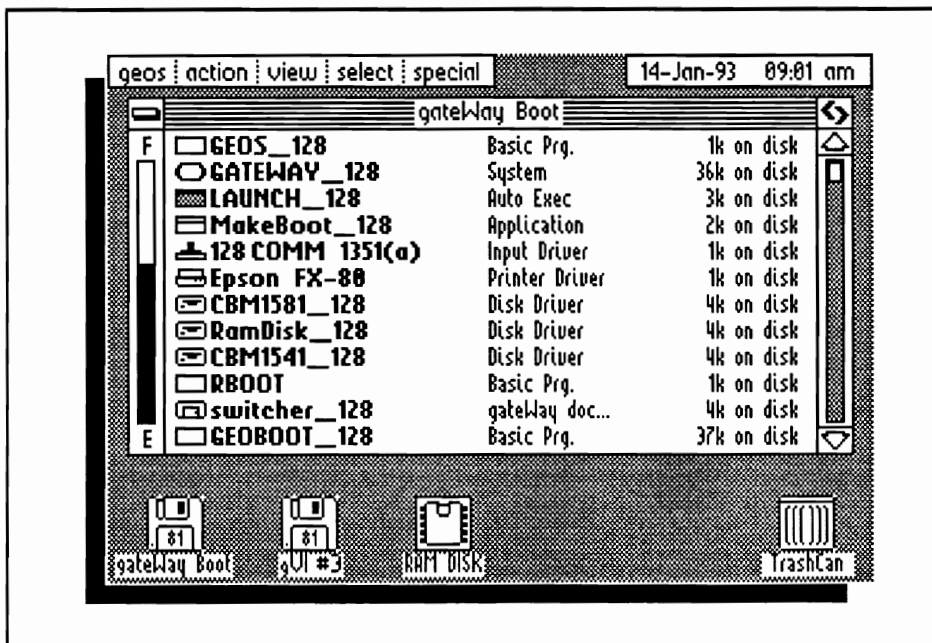 geos action view select special 14-Jan-93 09:01 am
gateWay Boot
F
GEOS_128 Basic Prg. 1k on disk
GATEWAY_128 System 36k on disk
LAUNCH_128 Auto Exec 3k on disk
MakeBoot_128 Application 2k on disk
128 COMM 1351(a) Input Driver 1k on disk
Epson FX-80 Printer Driver 1k on disk
CBM1581_128 Disk Driver 4k on disk
RamDisk_128 Disk Driver 4k on disk
CBM1541_128 Disk Driver 4k on disk
RBOOT Basic Prg. 1k on disk
switcher_128 gateWay doc... 4k on disk
E GEOBOOT_128 Basic Prg. 37k on disk
81 81
gateWay Boot gVI #3 RAM DISK TrashCan